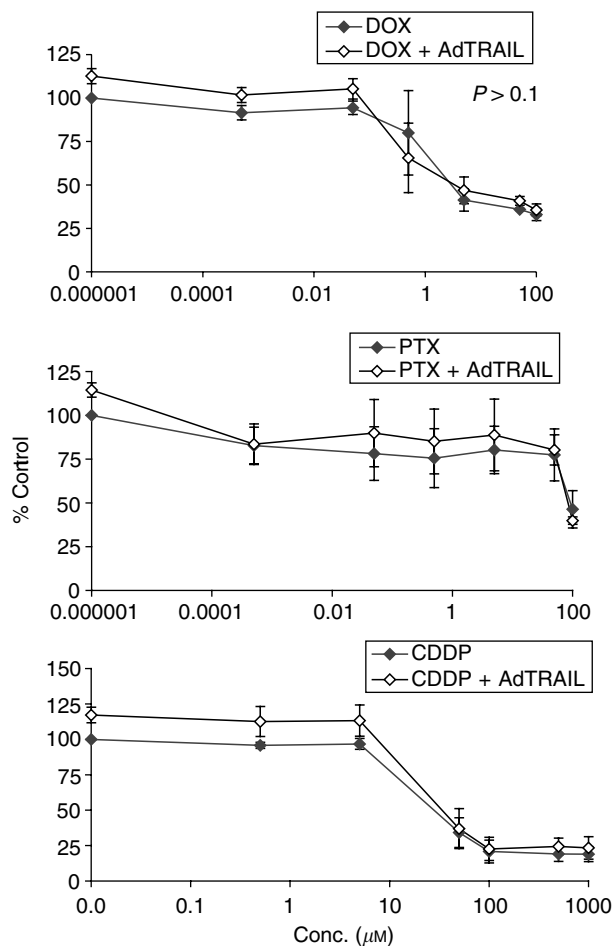 DOX
DOX + AdTRAIL
P > 0.1
125
100
75
50
25
0
0.000001 0.0001 0.01 1 100
PTX
PTX + AdTRAIL
125
100
75
50
25
0
0.000001 0.0001 0.01 1 100
% Control
CDDP
CDDP + AdTRAIL
150
125
100
75
50
25
0
0.0 0.1 1 10 100 1000
Conc. (μM)